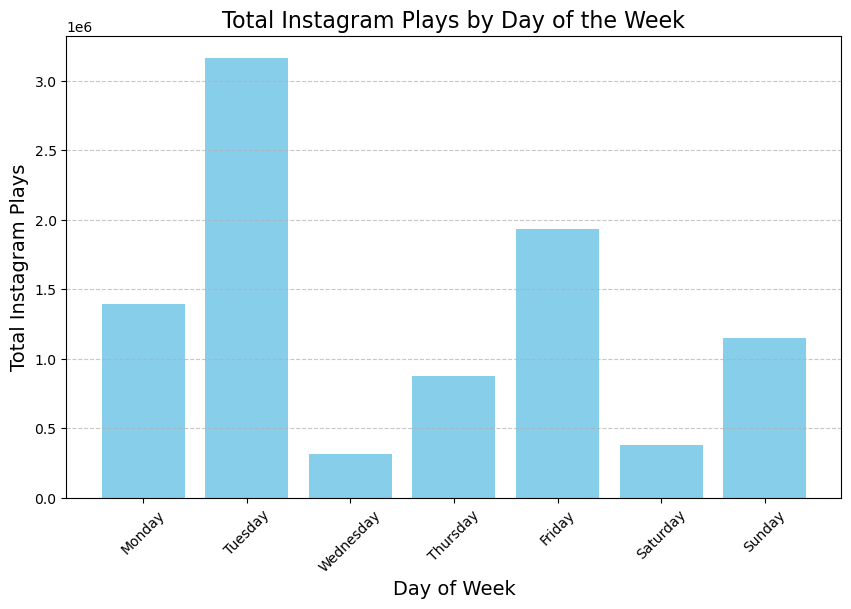 Total Instagram Plays by Day of the Week
1e6
Total Instagram Plays
3.0
2.5
2.0
1.5
1.0
0.5
0.0
Monday
Tuesday
Wednesday
Thursday
Friday
Saturday
Sunday
Day of Week